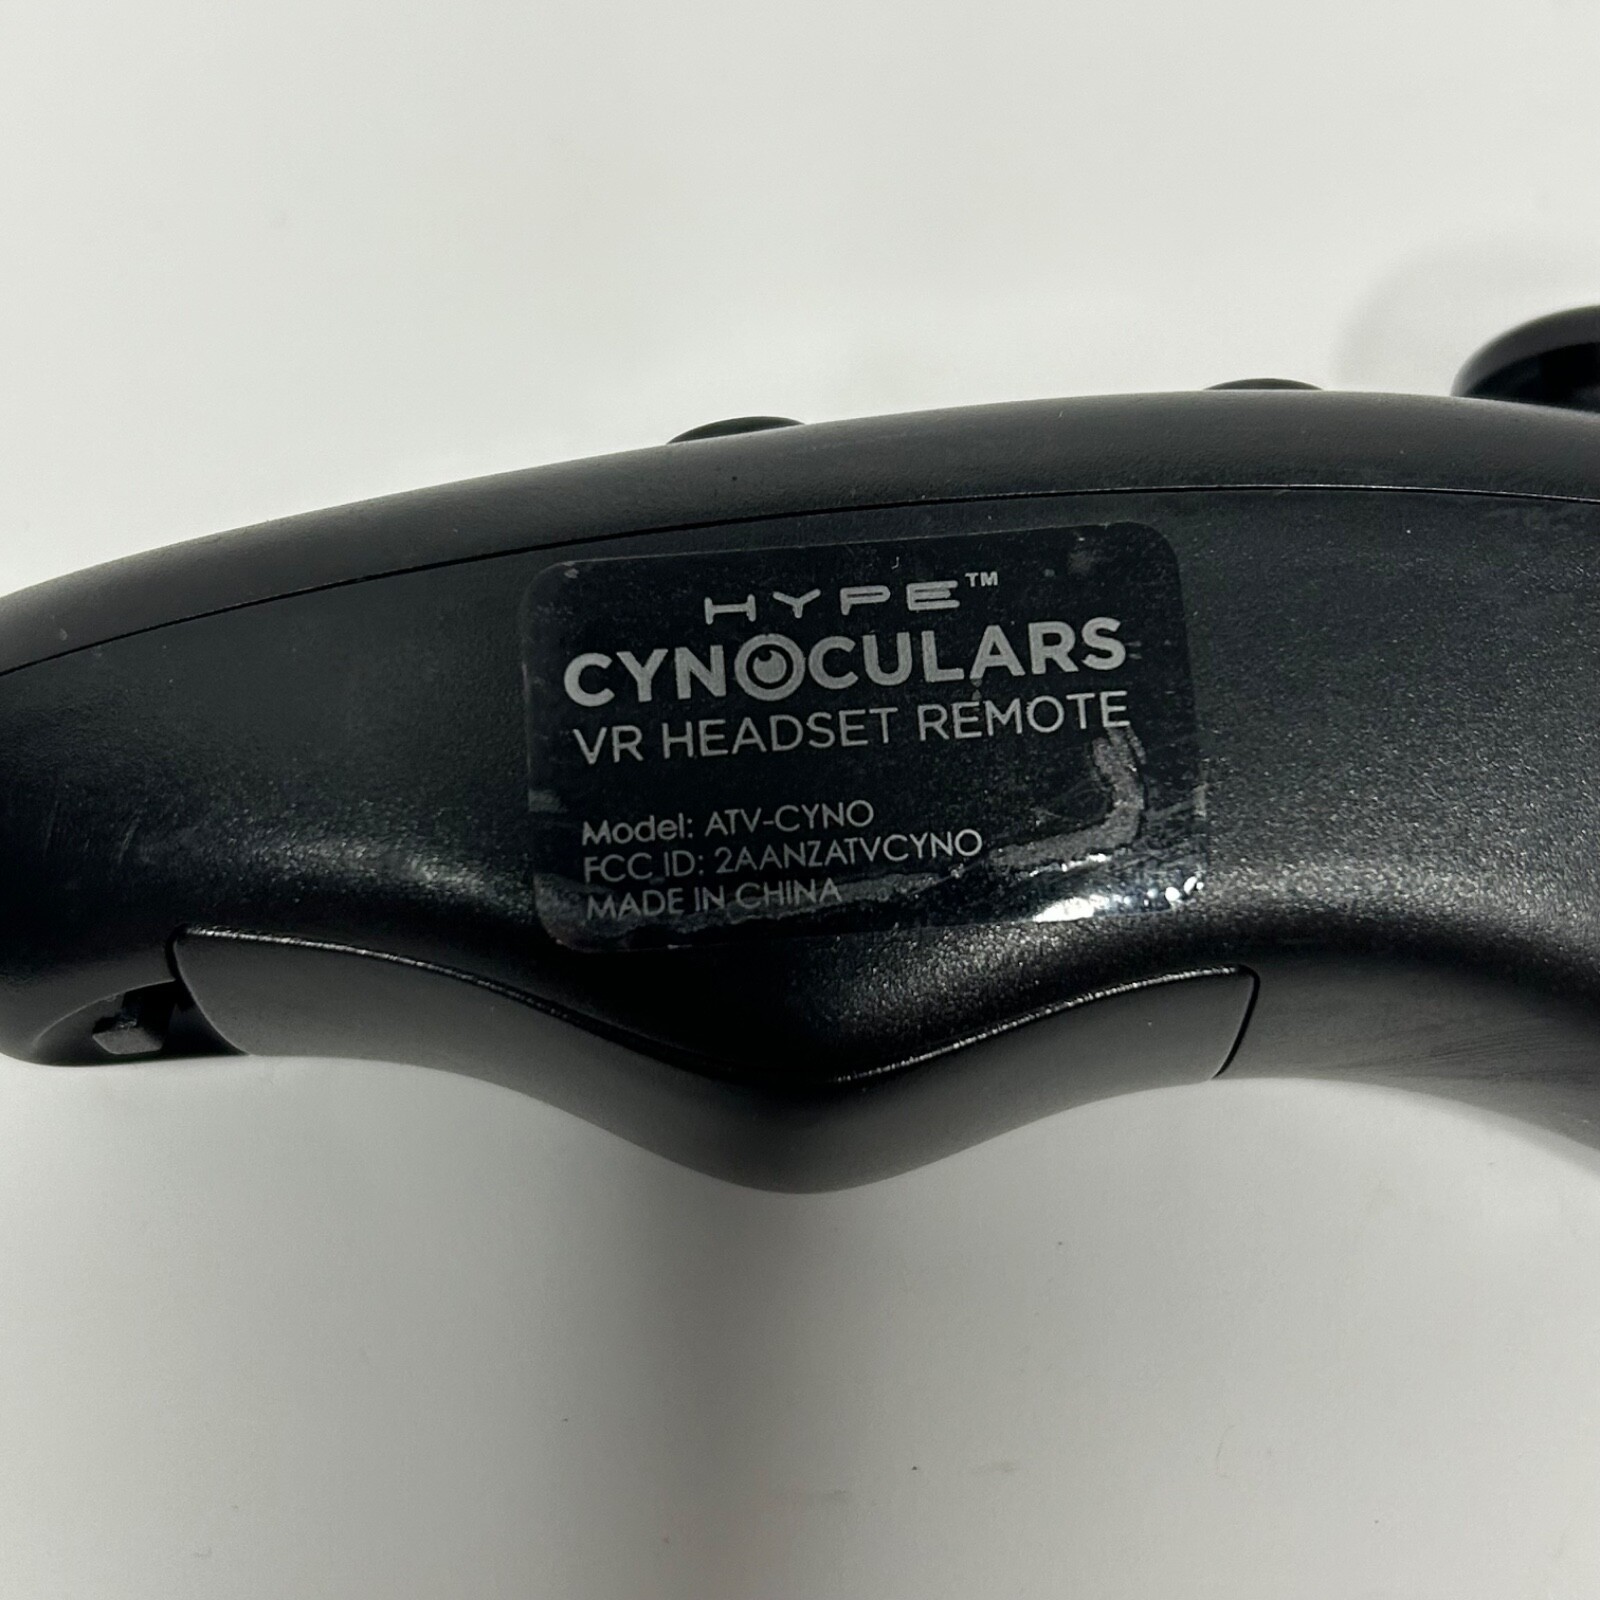 HYPE™
CYNOCULARS
VR HEADSET REMOTE
Model: ATV-CYNO
FCC ID: 2AANZATVCYNO
MADE IN CHINA